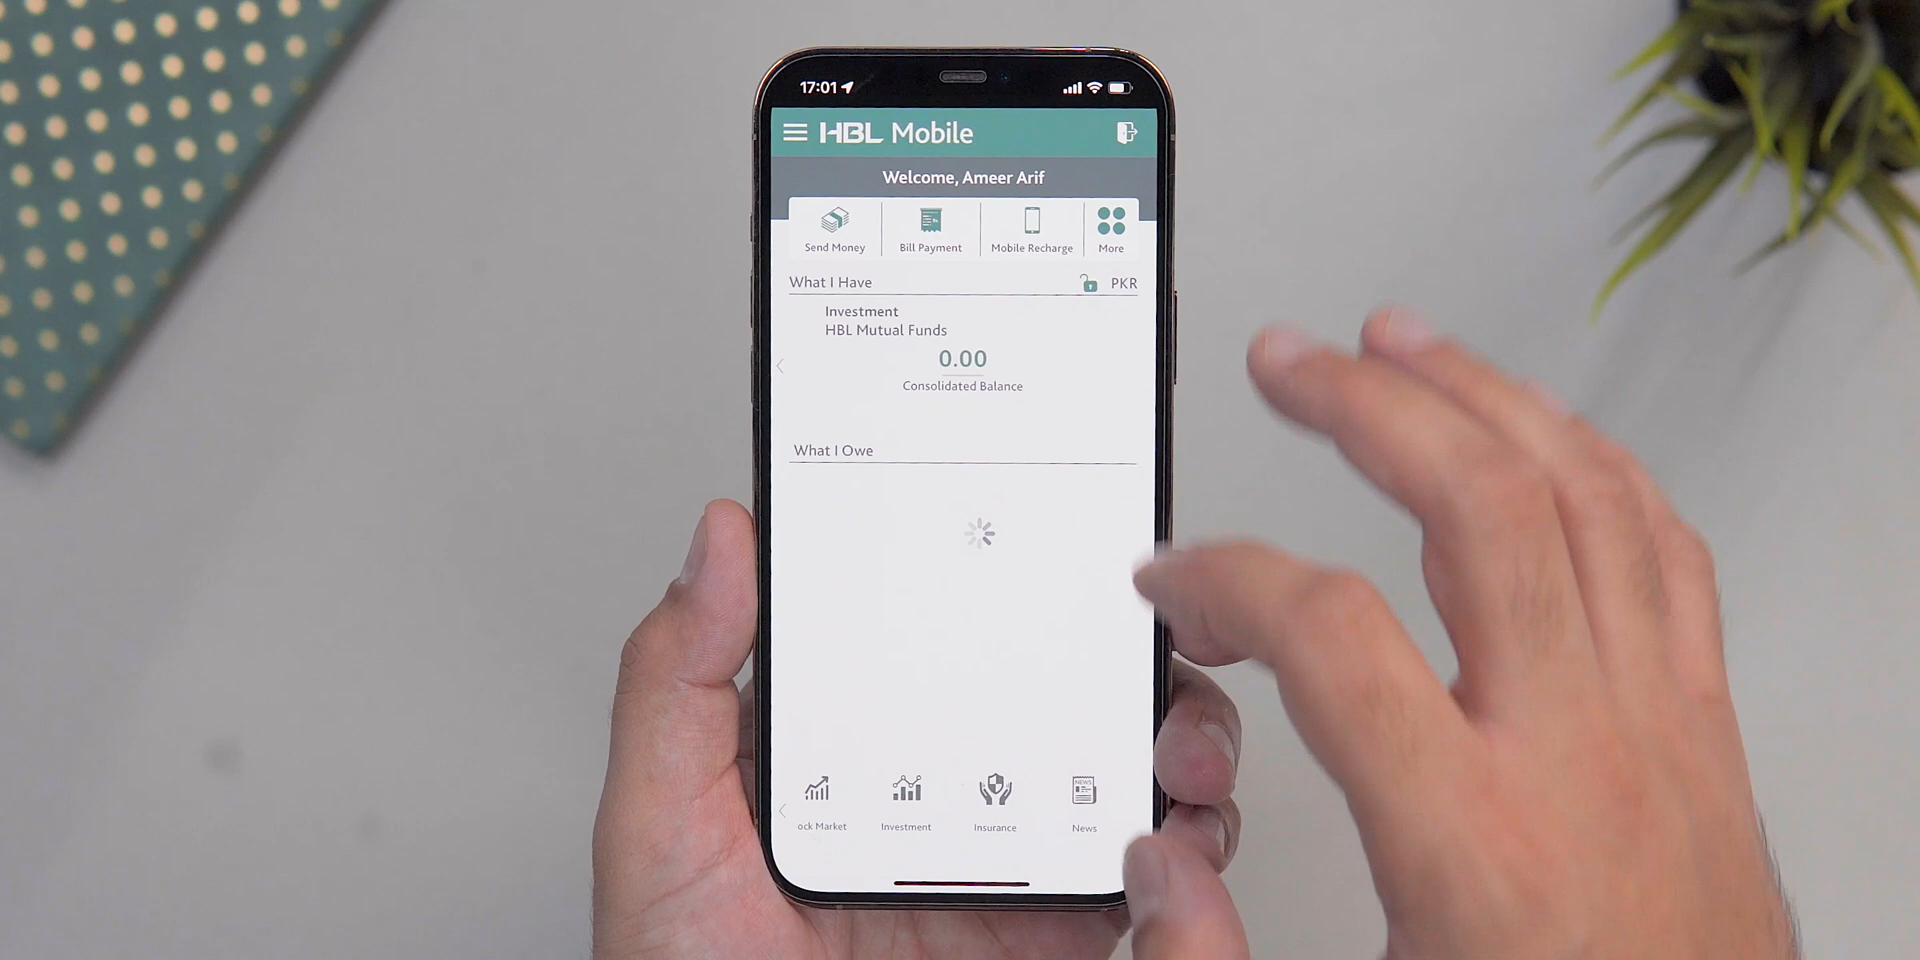 17:01
HBL Mobile
Welcome, Ameer Arif
Send Money
Bill Payment
Mobile Recharge
More
What I Have
PKR
Investment
HBL Mutual Funds
0.00
Consolidated Balance
What I Owe
ock Market
Investment
Insurance
NEWS
News